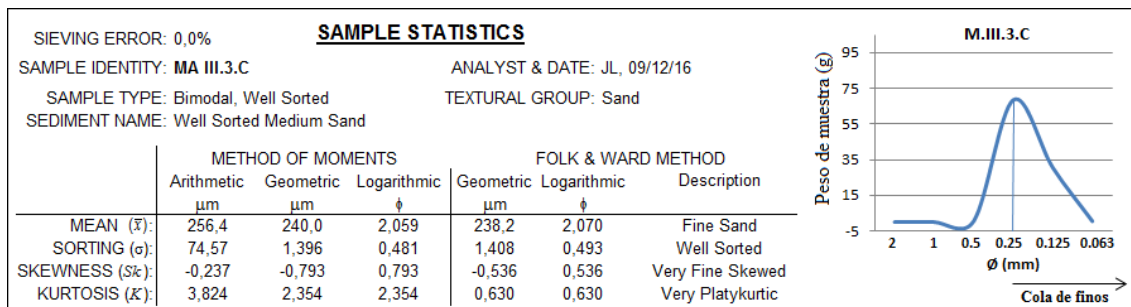 SAMPLE STATISTICS
SIEVING ERROR: 0,0%
SAMPLE IDENTITY: MA III.3.C ANALYST & DATE: JL, 09/12/16
SAMPLE TYPE: Bimodal, Well Sorted TEXTURAL GROUP: Sand
SEDIMENT NAME: Well Sorted Medium Sand
METHOD OF MOMENTS FOLK & WARD METHOD
Arithmetic Geometric Logarithmic Geometric Logarithmic Description
µm µm ϕ µm ϕ
MEAN (x̄): 256,4 240,0 2,059 238,2 2,070 Fine Sand
SORTING (σ): 74,57 1,396 0,481 1,408 0,493 Well Sorted
SKEWNESS (Sk): -0,237 -0,793 0,793 -0,536 0,536 Very Fine Skewed
KURTOSIS (K): 3,824 2,354 2,354 0,630 0,630 Very Platykurtic
M.III.3.C
Peso de muestra (g)
95
75
55
35
15
-5
2 1 0.5 0.25 0.125 0.063
Ø (mm)
Cola de finos